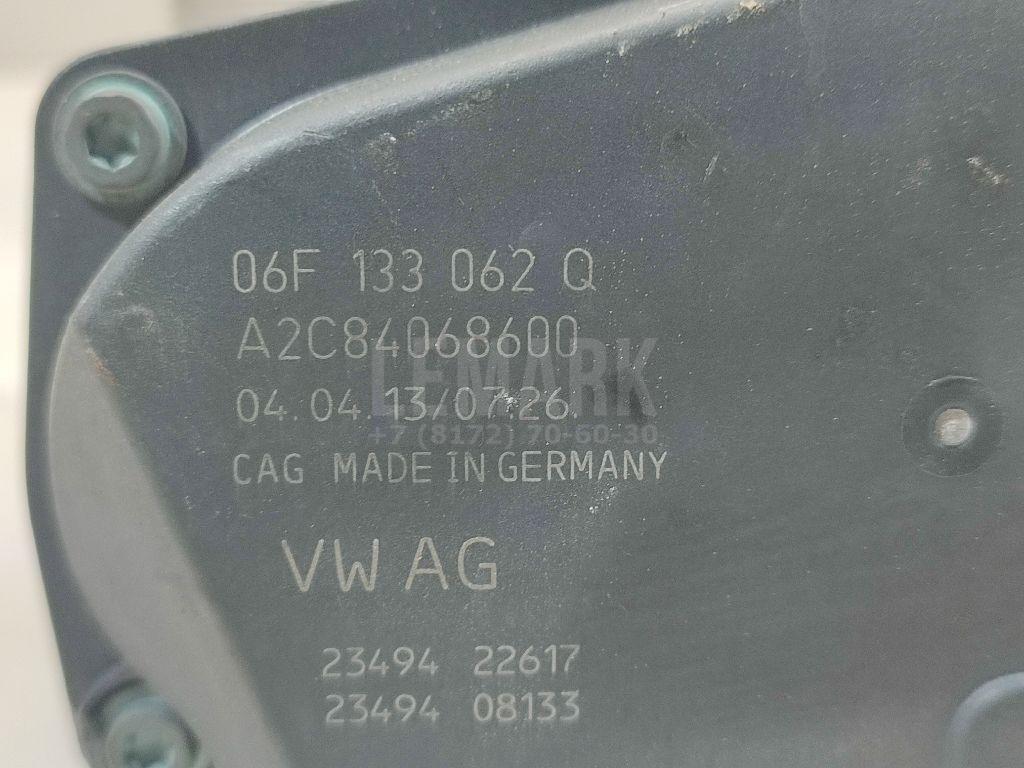 06F 133 062 Q
A2C84068600
LEMARK
04.04.13/07:26
+7 (8172) 70-60-30
CAG MADE IN GERMANY
VW AG
23494 22617
23494 08133